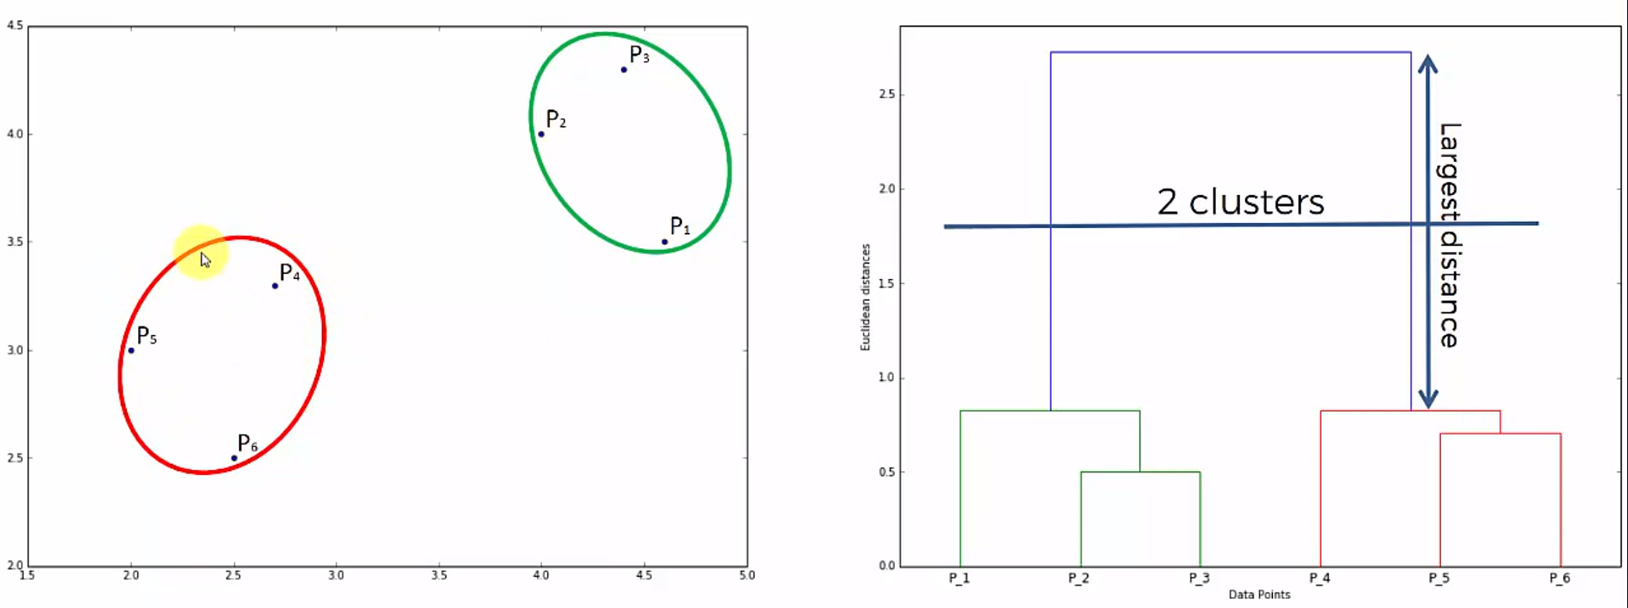 4.5
4.0
3.5
3.0
2.5
2.0
1.5
2.0
2.5
3.0
3.5
4.0
4.5
5.0
P3
P2
P1
P4
P5
P6
2.5
2.0
1.5
1.0
0.5
0.0
Euclidean distances
2 clusters
Largest distance
P_1
P_2
P_3
P_4
P_5
P_6
Data Points